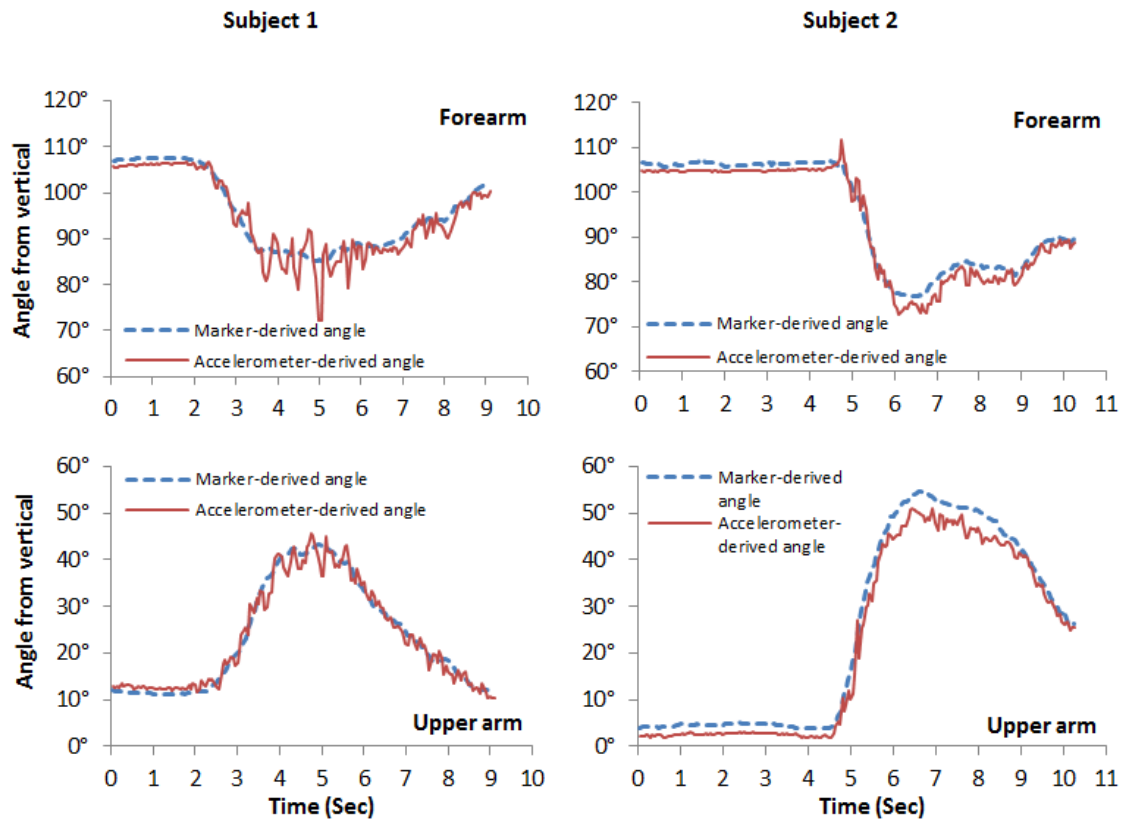 Subject 1
Subject 2
Angle from vertical
120°
110°
100°
90°
80°
70°
60°
Forearm
Marker-derived angle
Accelerometer-derived angle
0 1 2 3 4 5 6 7 8 9 10
120°
110°
100°
90°
80°
70°
60°
Forearm
Marker-derived angle
Accelerometer-derived angle
0 1 2 3 4 5 6 7 8 9 10 11
Angle from vertical
60°
50°
40°
30°
20°
10°
0°
Marker-derived angle
Accelerometer-derived angle
Upper arm
0 1 2 3 4 5 6 7 8 9 10
Time (Sec)
60°
50°
40°
30°
20°
10°
0°
Marker-derived
angle
Accelerometer-
derived angle
Upper arm
0 1 2 3 4 5 6 7 8 9 10 11
Time (Sec)